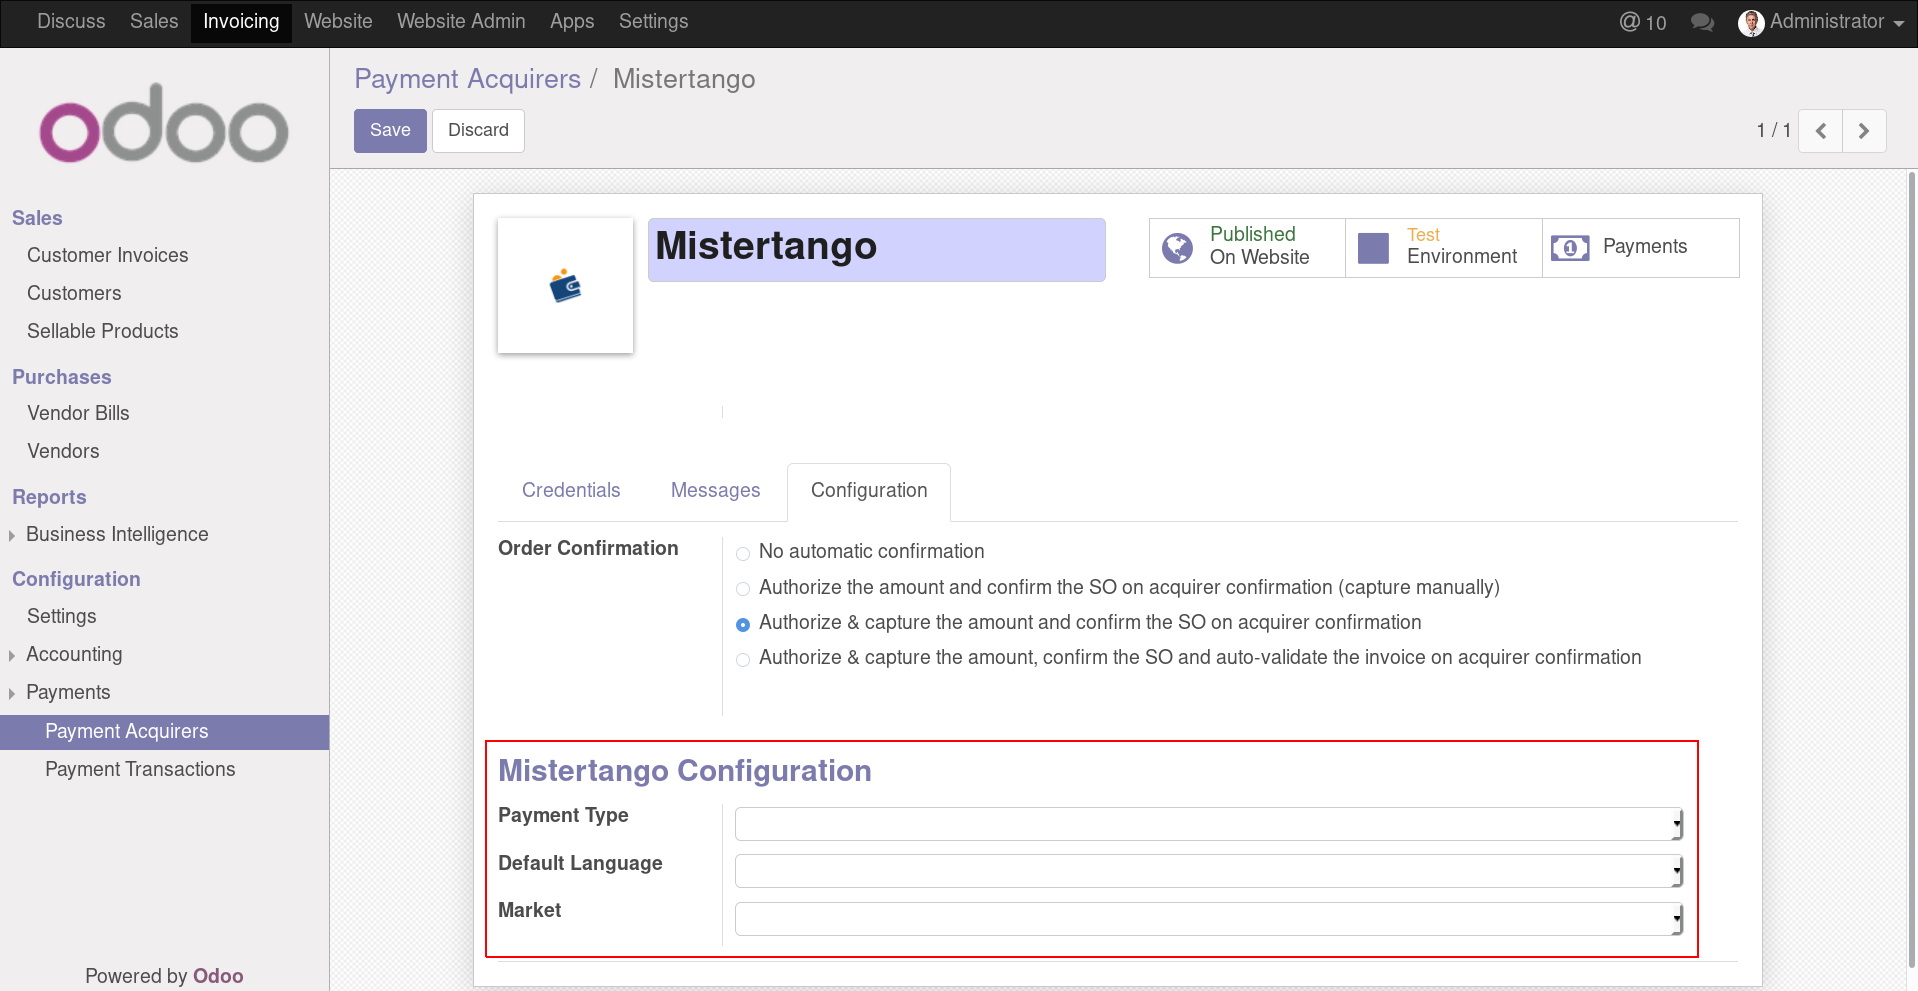 Discuss Sales Invoicing Website Website Admin Apps Settings @ 10 Administrator
odoo
Sales
Customer Invoices
Customers
Sellable Products
Purchases
Vendor Bills
Vendors
Reports
Business Intelligence
Configuration
Settings
Accounting
Payments
Payment Acquirers
Payment Transactions
Powered by Odoo
Payment Acquirers / Mistertango
Save Discard
1 / 1
Mistertango
Published
On Website
Test
Environment
1
Payments
Credentials Messages Configuration
Order Confirmation
No automatic confirmation
Authorize the amount and confirm the SO on acquirer confirmation (capture manually)
Authorize & capture the amount and confirm the SO on acquirer confirmation
Authorize & capture the amount, confirm the SO and auto-validate the invoice on acquirer confirmation
Mistertango Configuration
Payment Type
Default Language
Market